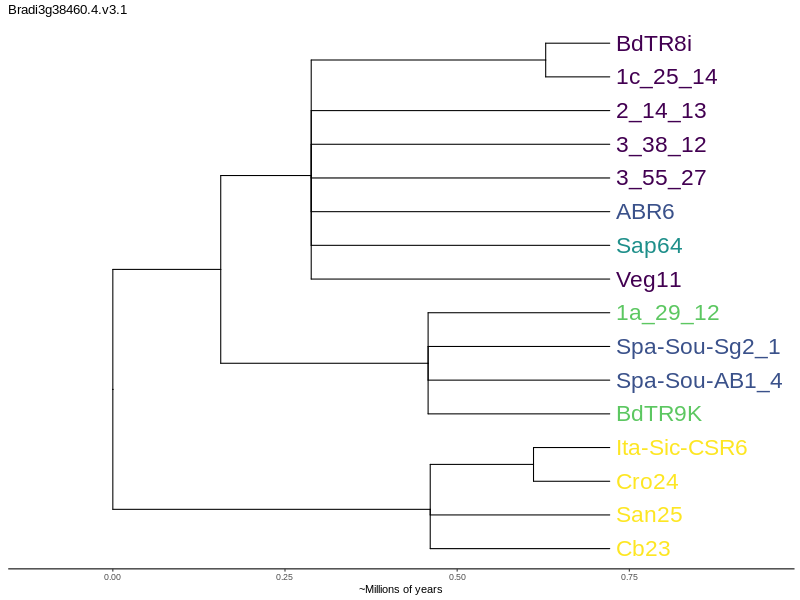 Bradi3g38460.4.v3.1
BdTR8i
1c_25_14
2_14_13
3_38_12
3_55_27
ABR6
Sap64
Veg11
1a_29_12
Spa-Sou-Sg2_1
Spa-Sou-AB1_4
BdTR9K
Ita-Sic-CSR6
Cro24
San25
Cb23
0.00 0.25 0.50 0.75
~Millions of years